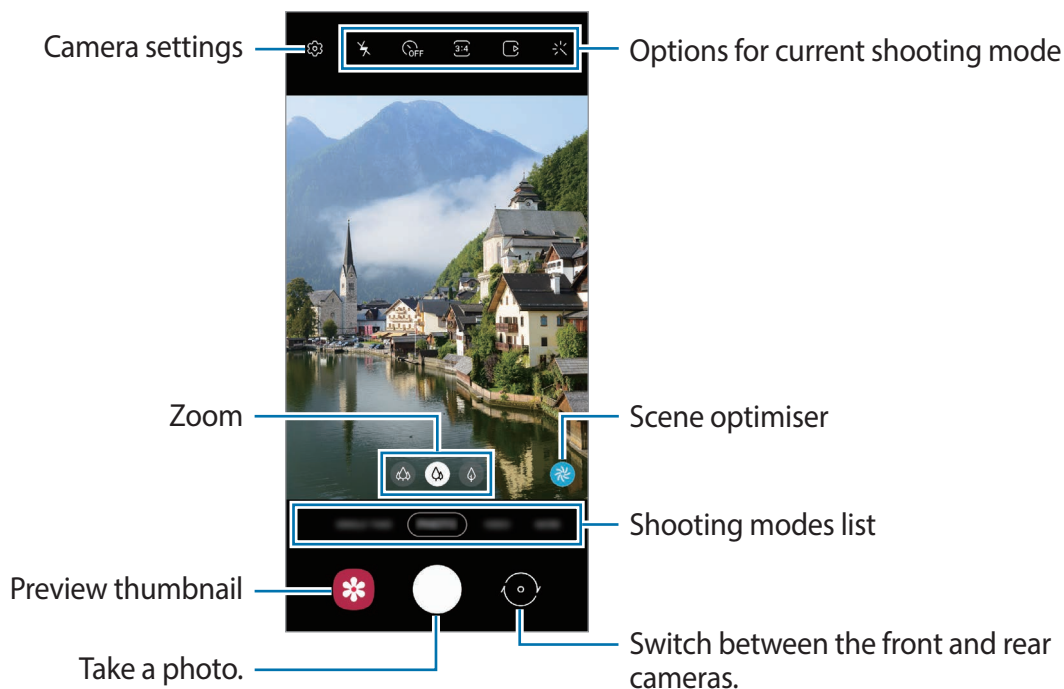 Camera settings
OFF
3:4
Options for current shooting mode
Zoom
Scene optimiser
Shooting modes list
Preview thumbnail
Take a photo.
Switch between the front and rear
cameras.